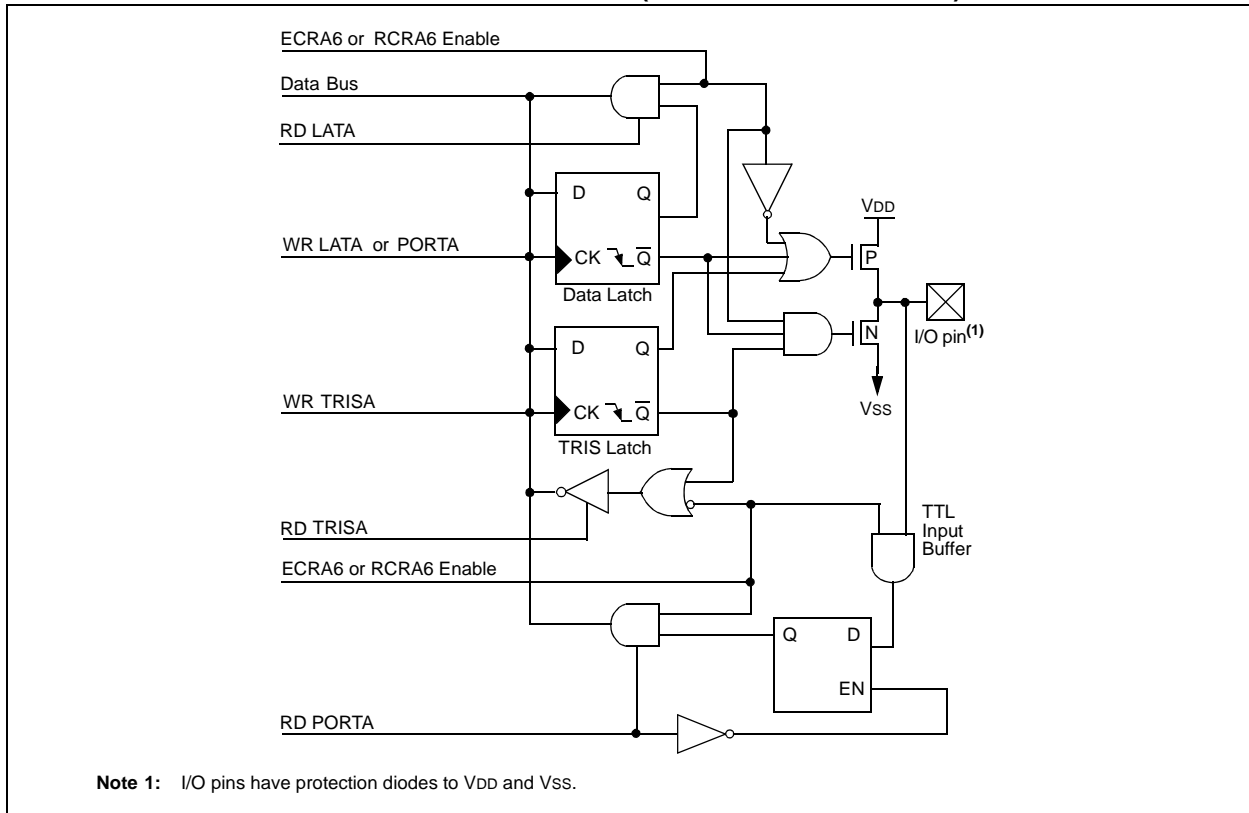 ECRA6 or RCRA6 Enable
Data Bus
RD LATA
D Q
VDD
WR LATA or PORTA
CK Q
P
Data Latch
I/O pin(1)
N
D Q
WR TRISA
CK Q
VSS
TRIS Latch
TTL
Input
Buffer
RD TRISA
ECRA6 or RCRA6 Enable
Q D
EN
RD PORTA
Note 1: I/O pins have protection diodes to VDD and VSS.